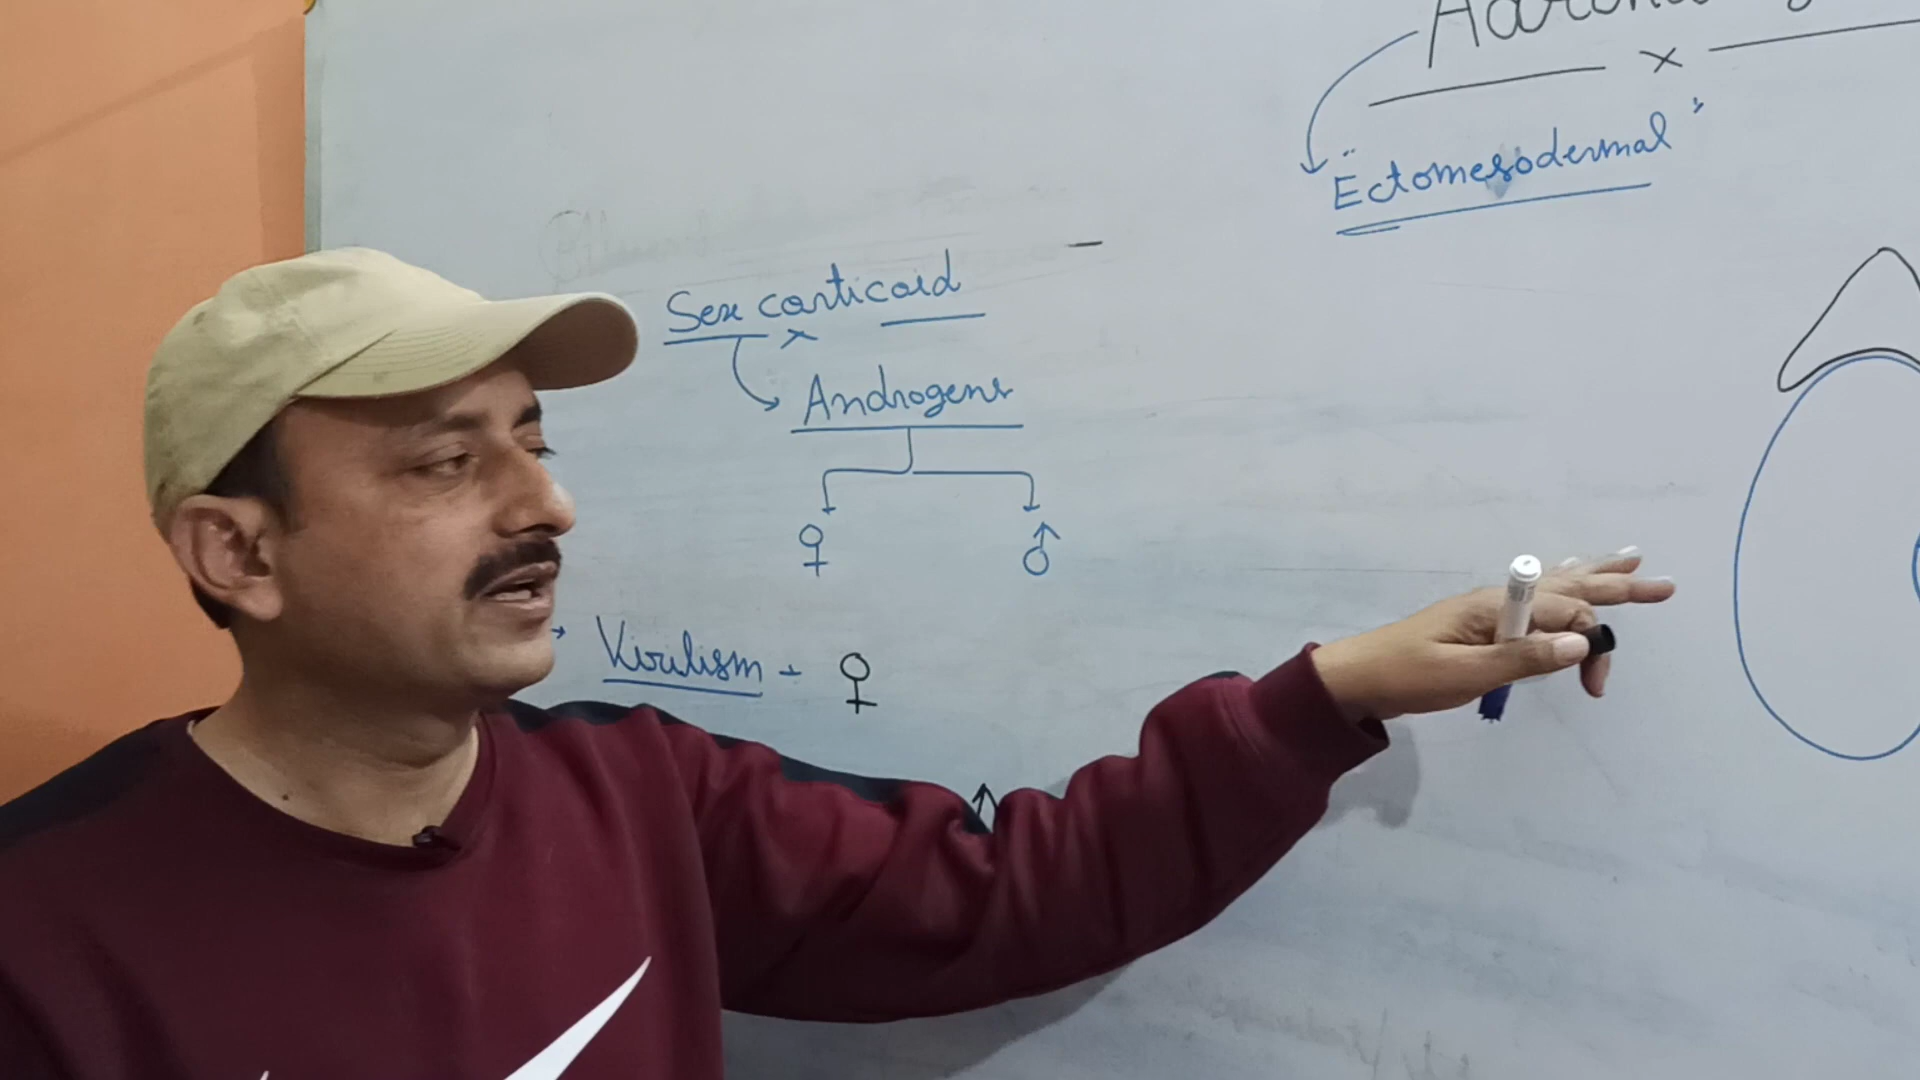 "Ectomesodermal"
Sex corticoid
Androgens
♀ ♂
→ Virulism - ♀